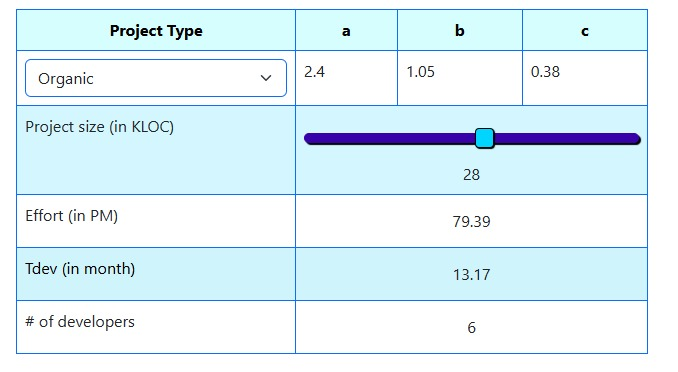 Project Type a b c
Organic 2.4 1.05 0.38
Project size (in KLOC)
28
Effort (in PM) 79.39
Tdev (in month) 13.17
# of developers 6